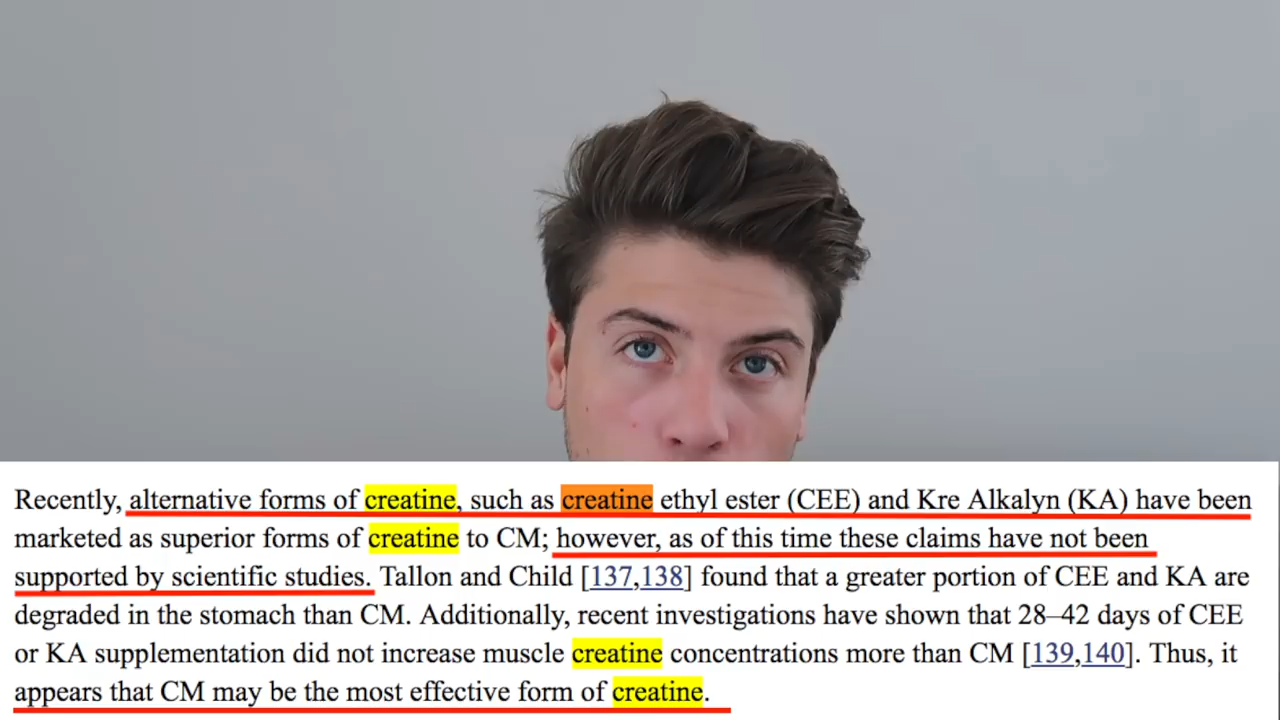 Recently, alternative forms of creatine, such as creatine ethyl ester (CEE) and Kre Alkalyn (KA) have been
marketed as superior forms of creatine to CM; however, as of this time these claims have not been
supported by scientific studies. Tallon and Child [137,138] found that a greater portion of CEE and KA are
degraded in the stomach than CM. Additionally, recent investigations have shown that 28–42 days of CEE
or KA supplementation did not increase muscle creatine concentrations more than CM [139,140]. Thus, it
appears that CM may be the most effective form of creatine.